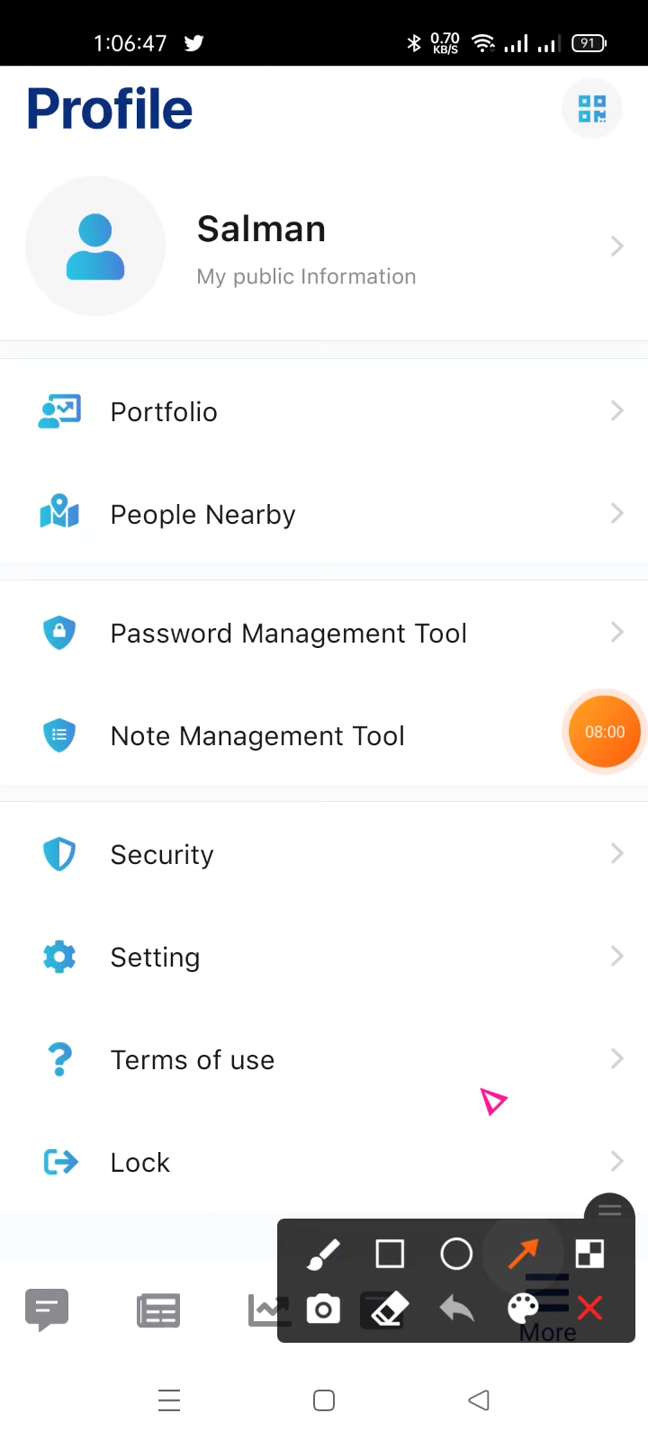 1:06:47
0.70
KB/S
91
Profile
Salman
My public Information
Portfolio
People Nearby
Password Management Tool
Note Management Tool
08:00
Security
Setting
Terms of use
Lock
More